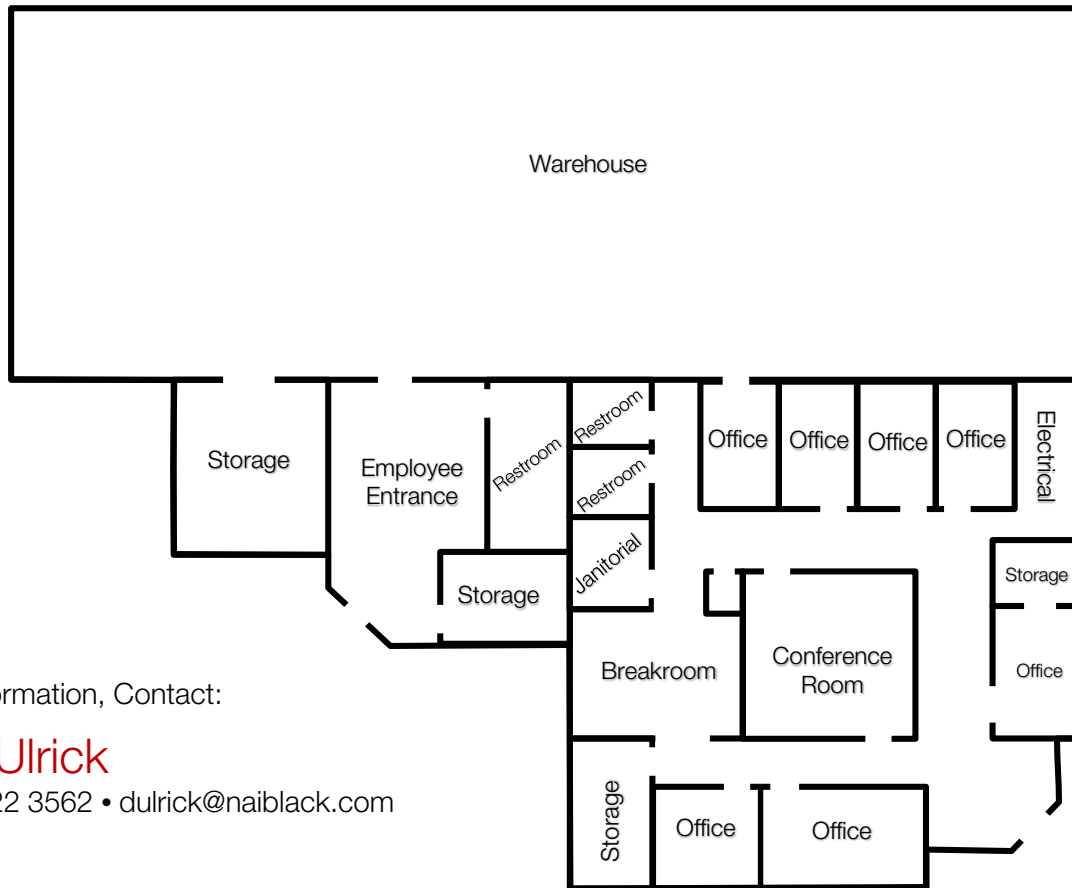 Warehouse
Storage
Employee
Entrance
Restroom
Restroom
Restroom
Janitorial
Storage
Office
Office
Office
Office
Electrical
Storage
Office
Breakroom
Conference
Room
Storage
Office
Office
ormation, Contact:
Ulrick
22 3562 • dulrick@naiblack.com